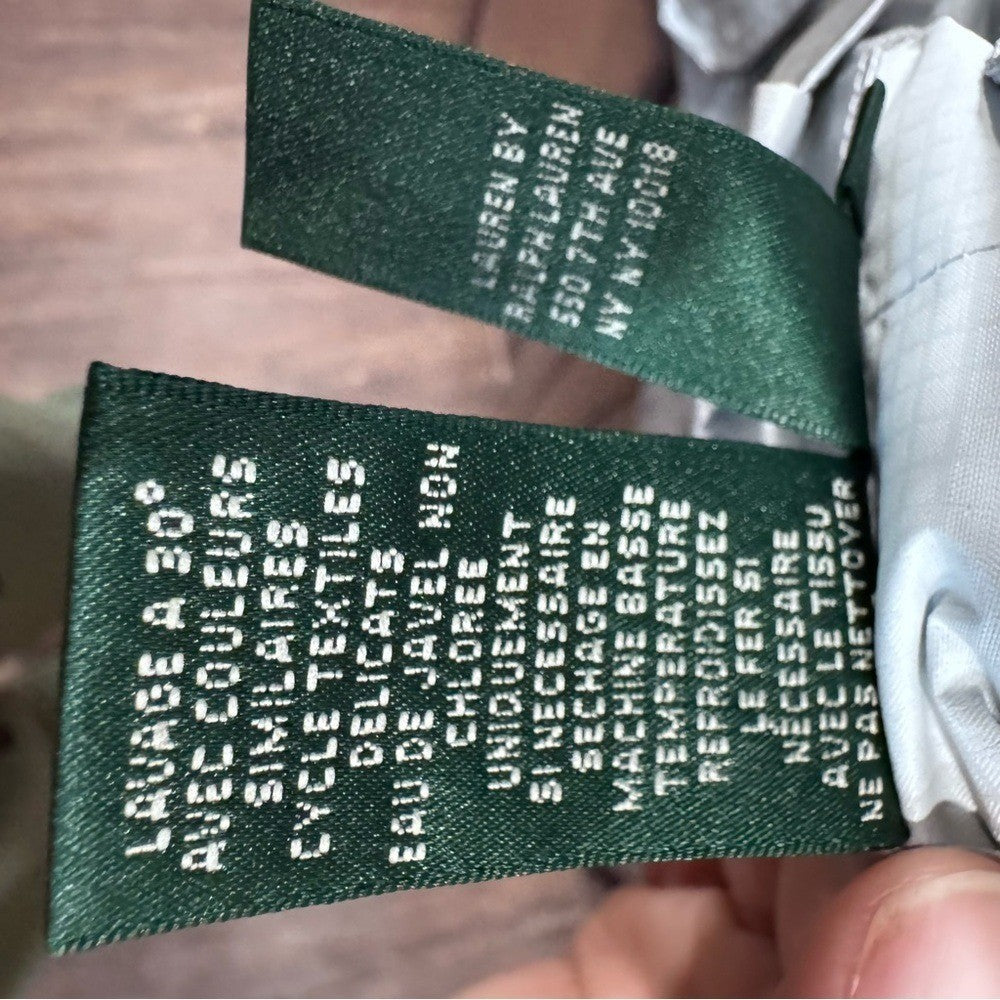 LAUREN BY
RALPH LAUREN
550 7TH AVE
NY NY 10018
LAVAGE A 30°
AVEC COULEURS
SIMILAIRES
CYCLE TEXTILES
DELICATS
EAU DE JAVEL NON
CHLOREE
UNIQUEMENT
SI NECESSAIRE
SECHAGE EN
MACHINE BASSE
TEMPERATURE
REFROIDISSEZ
LE FER SI
NECESSAIRE
AVEC LE TISSU
NE PAS NETTOYER